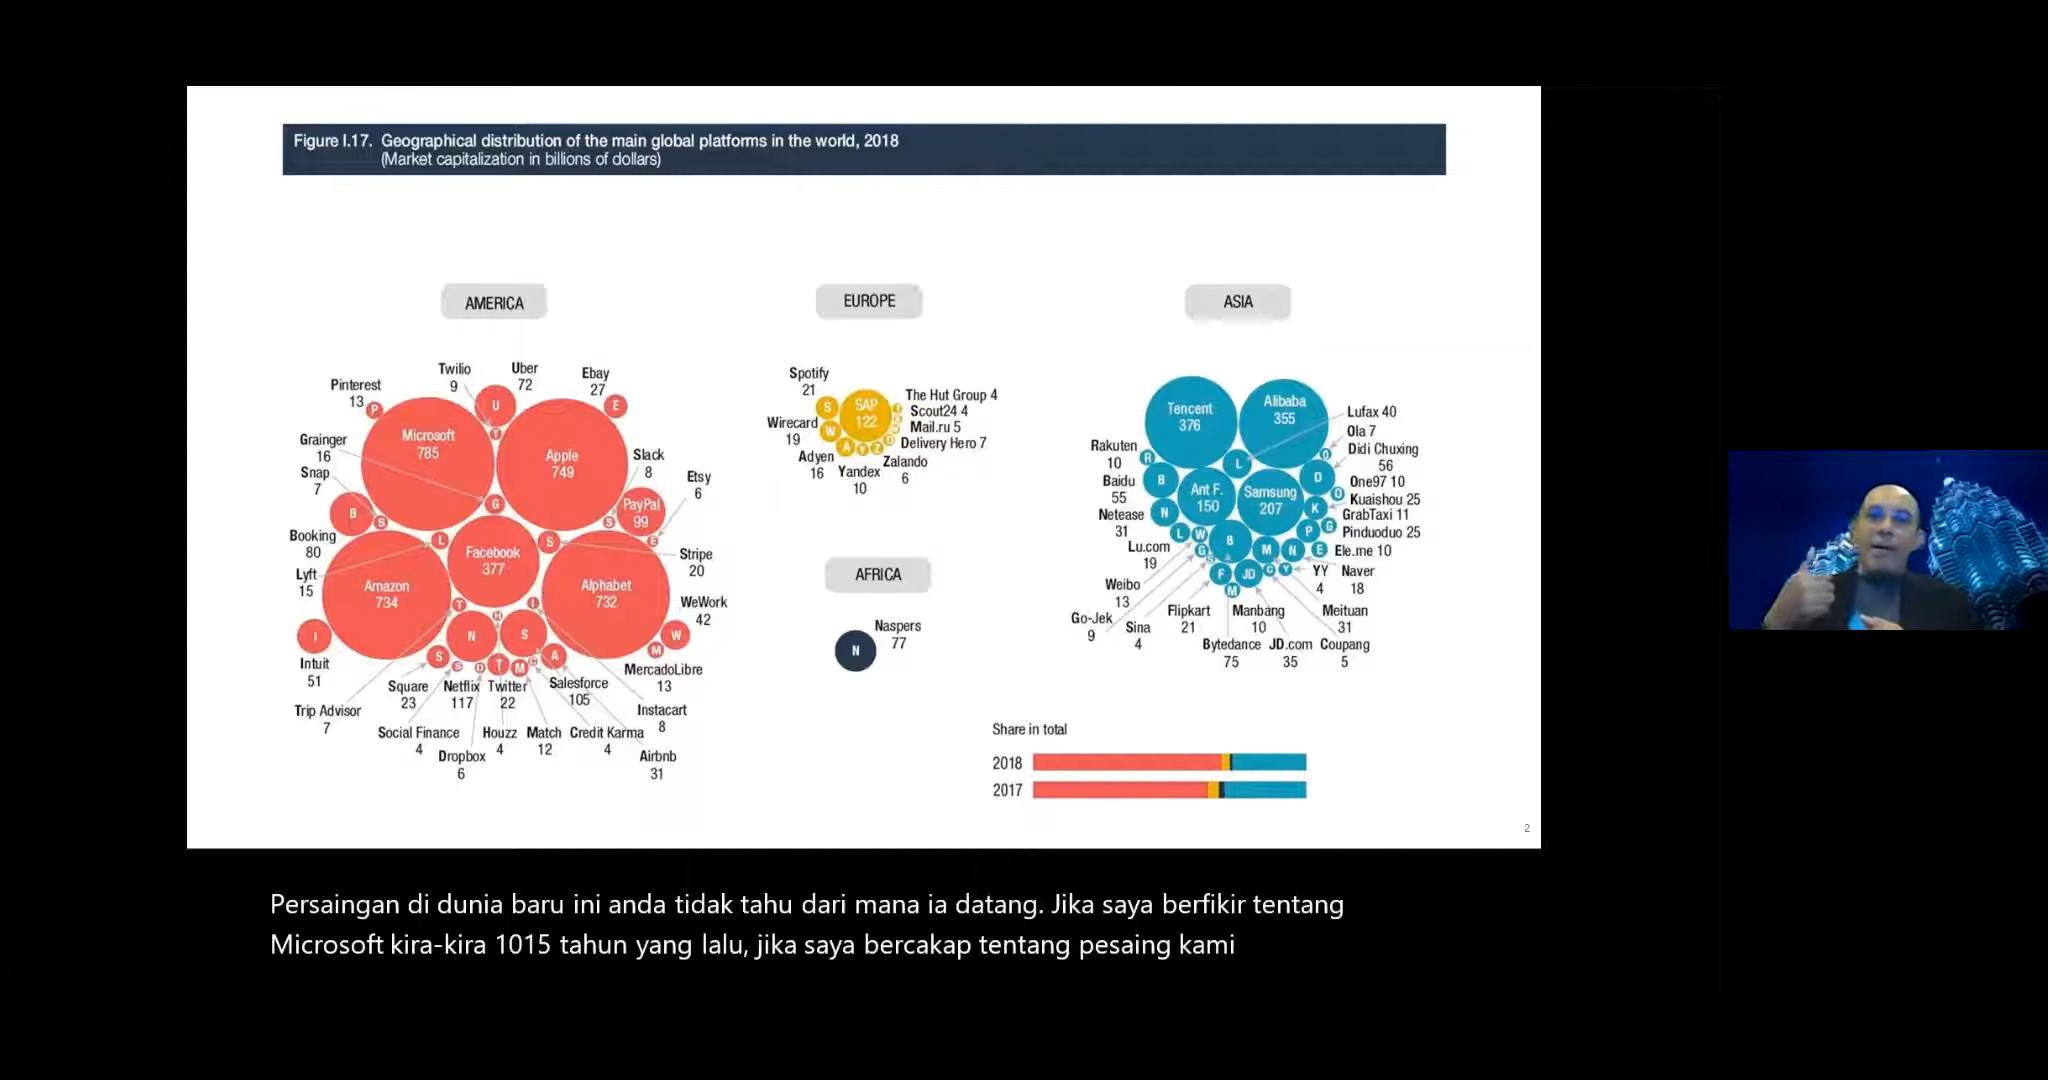 Figure I.17. Geographical distribution of the main global platforms in the world, 2018
(Market capitalization in billions of dollars)
AMERICA
Twilio
9
Uber
72
Ebay
27
Pinterest
13
P
U
E
T
Microsoft
785
Apple
749
Grainger
16
Snap
7
Slack
8
Etsy
6
G
PayPal
99
B
S
S
Booking
80
L
Facebook
377
S
E
Stripe
20
Lyft
15
Amazon
734
Alphabet
732
WeWork
42
T
H
I
I
N
S
W
M
Intuit
51
S
S
D
T
M
C
A
MercadoLibre
13
Square
23
Netflix
117
Twitter
22
Salesforce
105
Trip Advisor
7
Instacart
8
Social Finance
4
Houzz
4
Match
12
Credit Karma
4
Dropbox
6
Airbnb
31
EUROPE
Spotify
21
SAP
122
The Hut Group 4
Scout24 4
Mail.ru 5
Delivery Hero 7
S
Wirecard
19
W
A
Y
Z
D
Adyen
16
Yandex
10
Zalando
6
AFRICA
Naspers
77
N
ASIA
Tencent
376
Alibaba
355
Lufax 40
Ola 7
Didi Chuxing
56
Rakuten
10
R
L
O
Baidu
55
B
Ant F.
150
Samsung
207
D
One97 10
O
Kuaishou 25
K
GrabTaxi 11
Netease
31
N
G
Pinduoduo 25
P
L
W
B
Lu.com
19
G
M
N
E
Ele.me 10
S
F
JD
C
Y
YY
4
Naver
18
Weibo
13
M
Go-Jek
9
Sina
4
Flipkart
21
Manbang
10
Meituan
31
Bytedance
75
JD.com
35
Coupang
5
Share in total
2018
2017
2
Persaingan di dunia baru ini anda tidak tahu dari mana ia datang. Jika saya berfikir tentang
Microsoft kira-kira 1015 tahun yang lalu, jika saya bercakap tentang pesaing kami